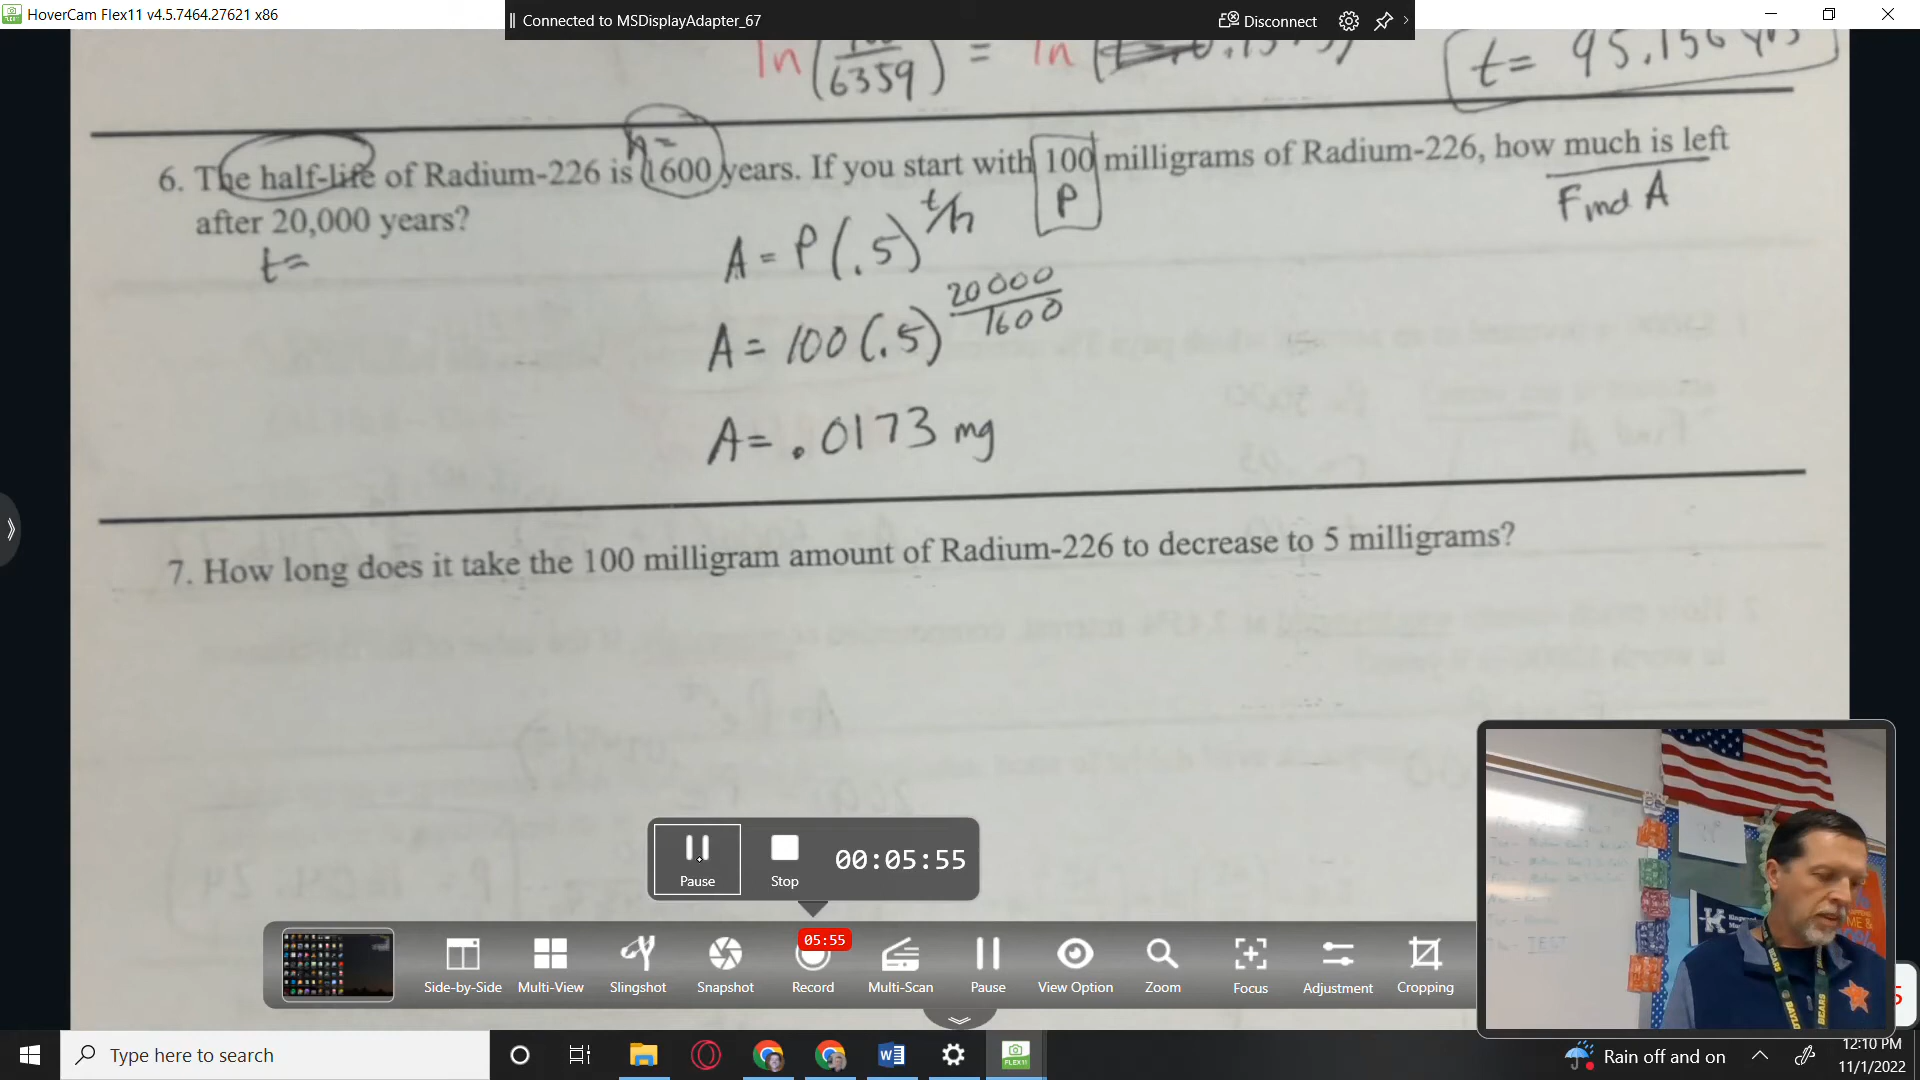 HoverCam Flex11 v4.5.7464.27621 x86
Connected to MSDisplayAdapter_67
Disconnect
ln(   /6359) = ln
t= 95.156 yrs
h=
6. The half-life of Radium-226 is 1600 years. If you start with 100 milligrams of Radium-226, how much is left
after 20,000 years?
P
Find A
t=
A = P(.5)^t/h
A = 100(.5)^20000/1600
A = .0173 mg
7. How long does it take the 100 milligram amount of Radium-226 to decrease to 5 milligrams?
Pause
Stop
00:05:55
05:55
Side-by-Side
Multi-View
Slingshot
Snapshot
Record
Multi-Scan
Pause
View Option
Zoom
Focus
Adjustment
Cropping
Type here to search
FLEX11
Rain off and on
12:10 PM
11/1/2022
TEST
BEARS